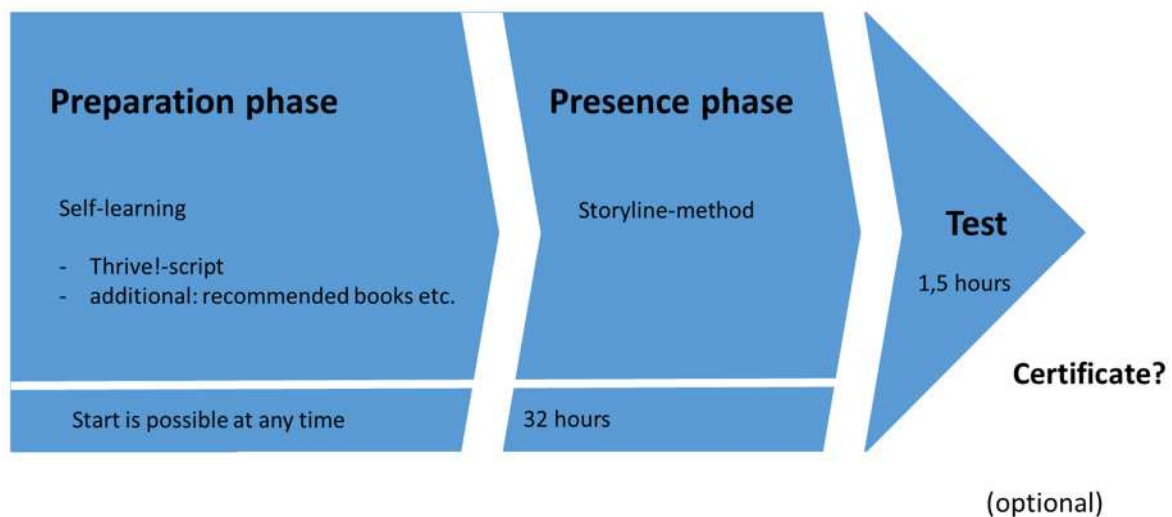 Preparation phase
Self-learning
- Thrive!-script
- additional: recommended books etc.
Start is possible at any time
Presence phase
Storyline-method
32 hours
Test
1,5 hours
Certificate?
(optional)